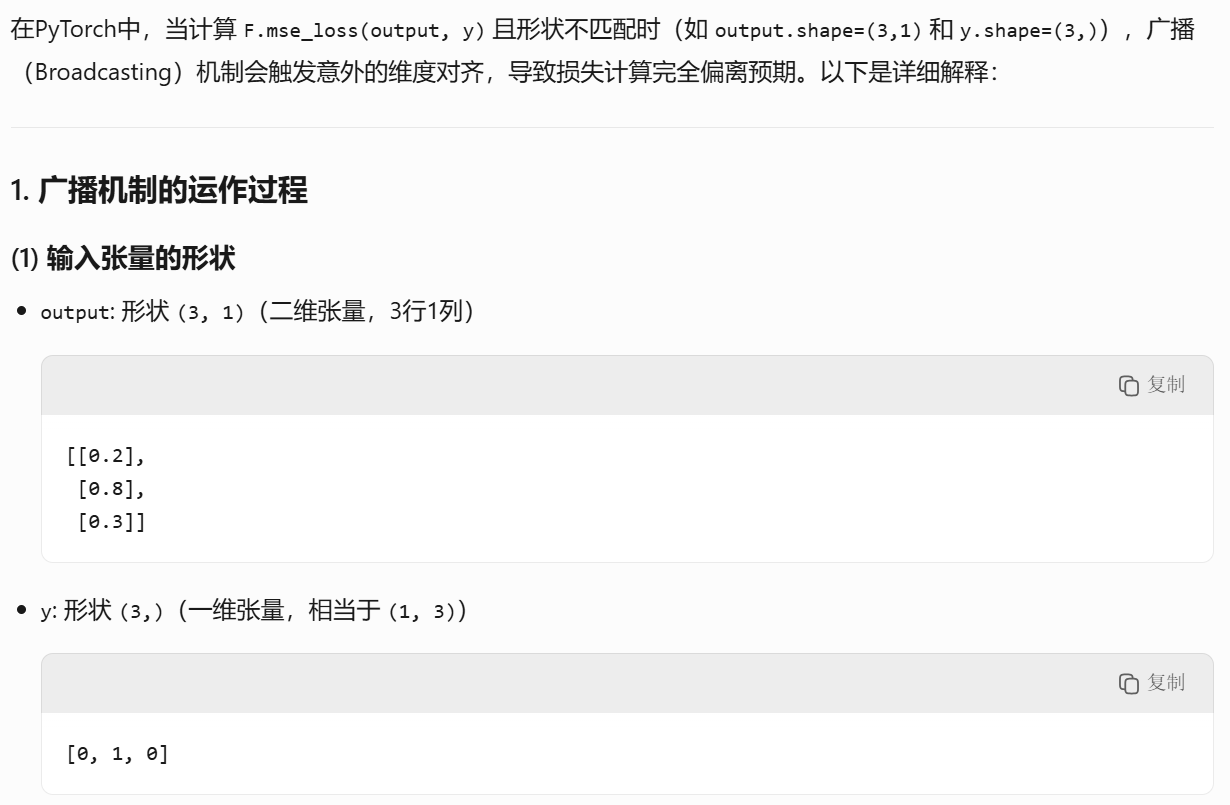 在PyTorch中，当计算 F.mse_loss(output, y) 且形状不匹配时（如 output.shape=(3,1) 和 y.shape=(3,)），广播
（Broadcasting）机制会触发意外的维度对齐，导致损失计算完全偏离预期。以下是详细解释：
1. 广播机制的运作过程
(1) 输入张量的形状
• output: 形状 (3, 1)（二维张量，3行1列）
复制
[[0.2],
[0.8],
[0.3]]
• y: 形状 (3,)（一维张量，相当于 (1, 3)）
复制
[0, 1, 0]